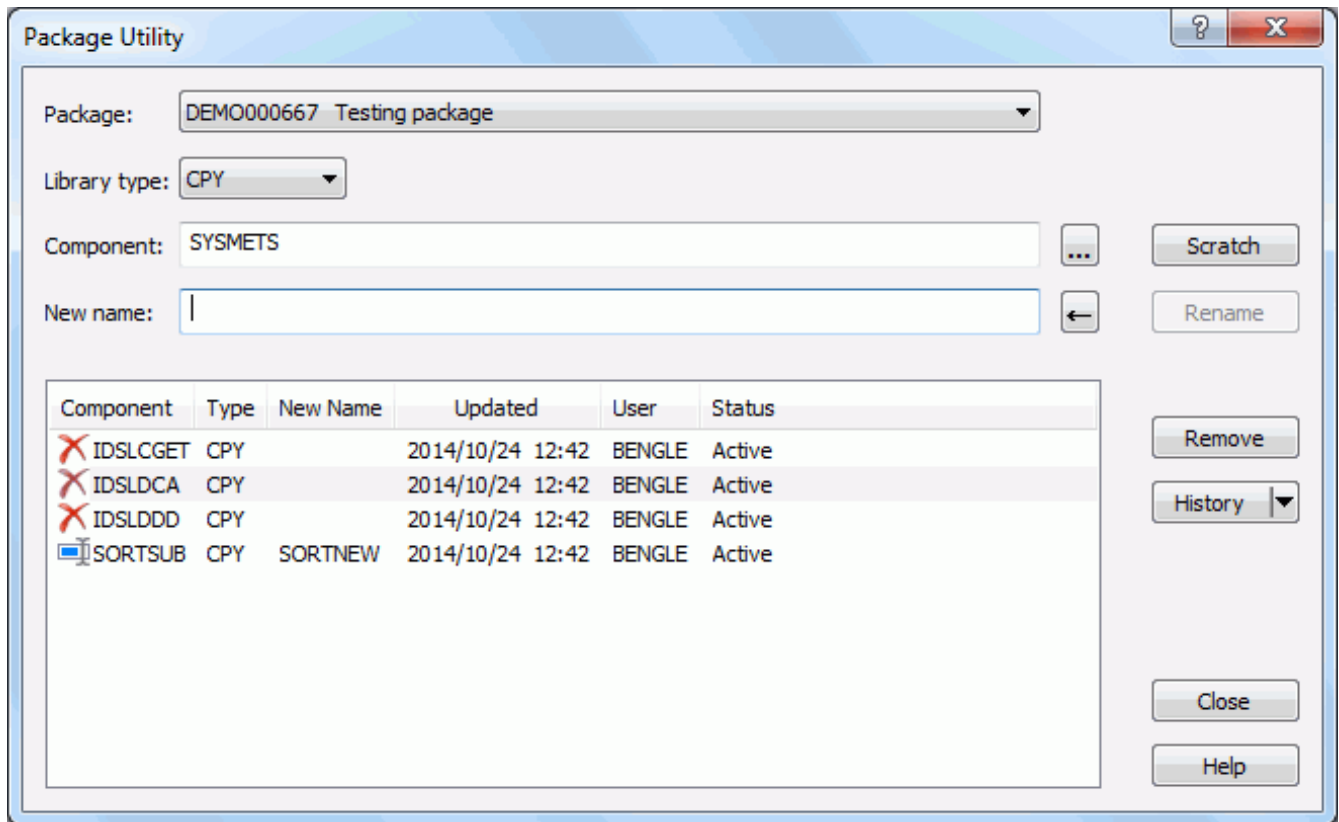 Package Utility
Package: DEMO000667 Testing package
Library type: CPY
Component: SYSMETS ... Scratch
New name: ← Rename
Component Type New Name Updated User Status
IDSLCGET CPY 2014/10/24 12:42 BENGLE Active
IDSLDCA CPY 2014/10/24 12:42 BENGLE Active
IDSLDDD CPY 2014/10/24 12:42 BENGLE Active
SORTSUB CPY SORTNEW 2014/10/24 12:42 BENGLE Active
Remove
History
Close
Help